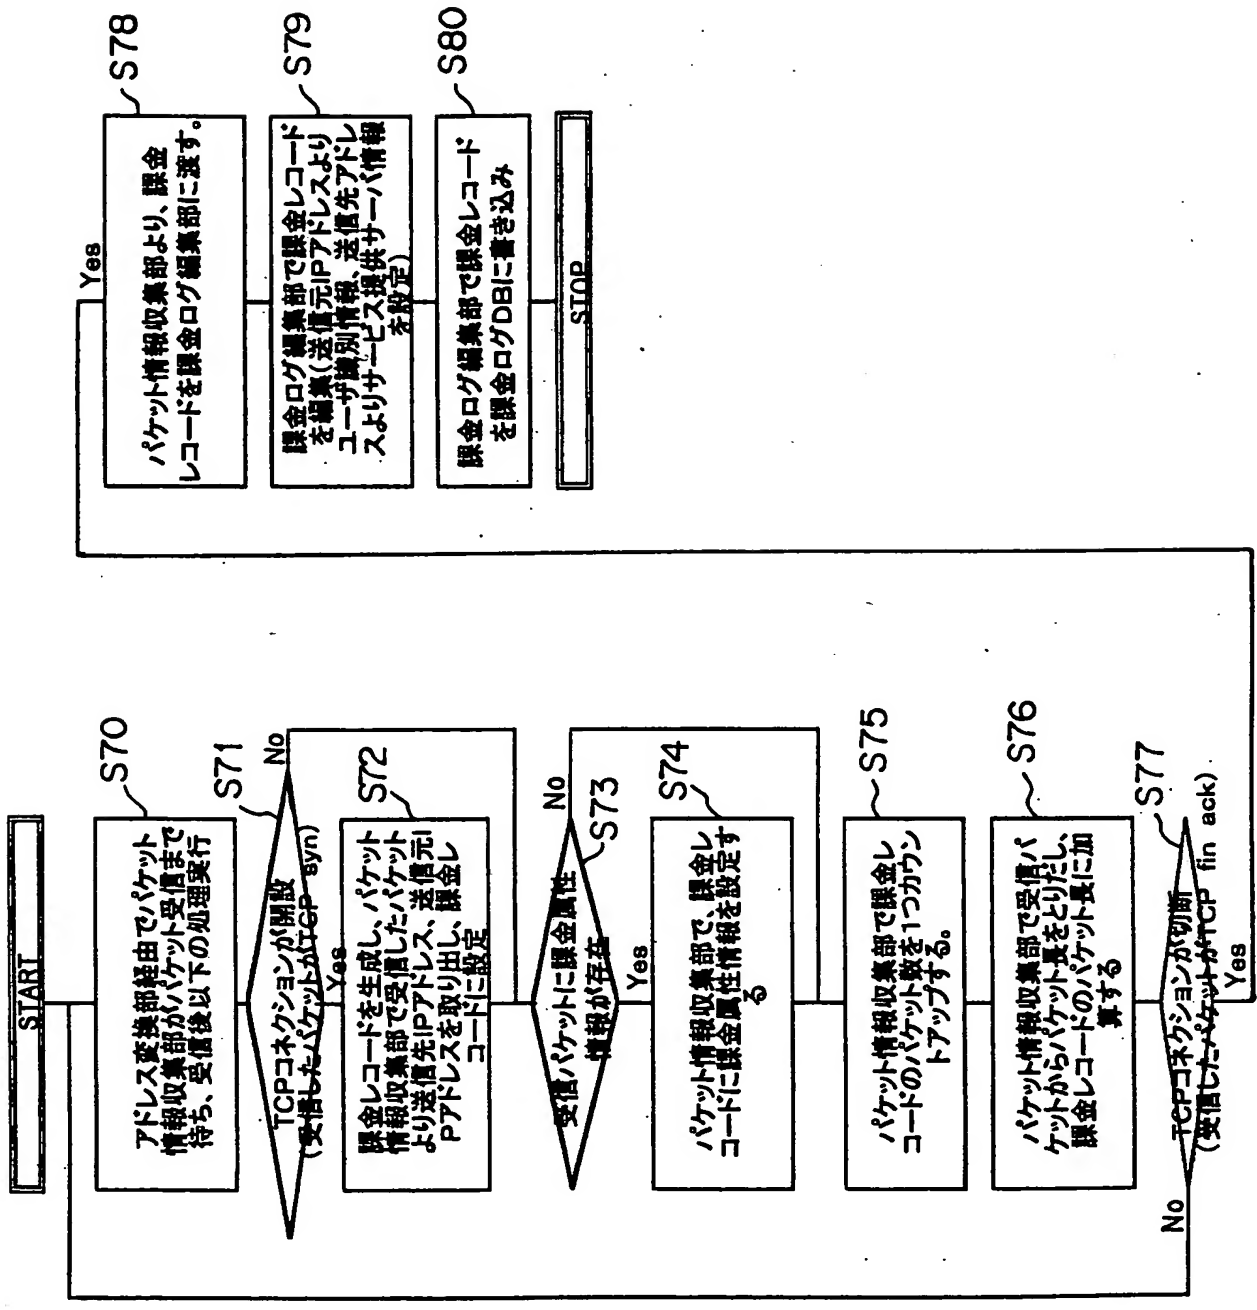 START
S70
アドレス変換部経由でパケット
情報収集部がパケット受信まで
待ち、受信後以下の処理実行
S71
TCPコネクションが開設
(受信したパケットがTCP syn)
No
Yes
S72
課金レコードを生成し、パケット
情報収集部で受信したパケット
より送信先IPアドレス、送信元I
Pアドレスを取り出し、課金レ
コードに設定
S73
受信パケットに課金属性
情報が存在
No
Yes
S74
パケット情報収集部で、課金レ
コードに課金属性情報を設定す
る
S75
パケット情報収集部で課金レ
コードのパケット数を1つカウン
トアップする。
S76
パケット情報収集部で受信パ
ケットからパケット長をとりだし、
課金レコードのパケット長に加
算する
S77
TCPコネクションが切断
(受信したパケットがTCP fin ack)
No
Yes
Yes
S78
パケット情報収集部より、課金
レコードを課金ログ編集部に渡す。
S79
課金ログ編集部で課金レコード
を編集(送信元IPアドレスより
ユーザ識別情報、送信先アドレ
スよりサービス提供サーバ情報
を設定)
S80
課金ログ編集部で課金レコード
を課金ログDBに書き込み
STOP